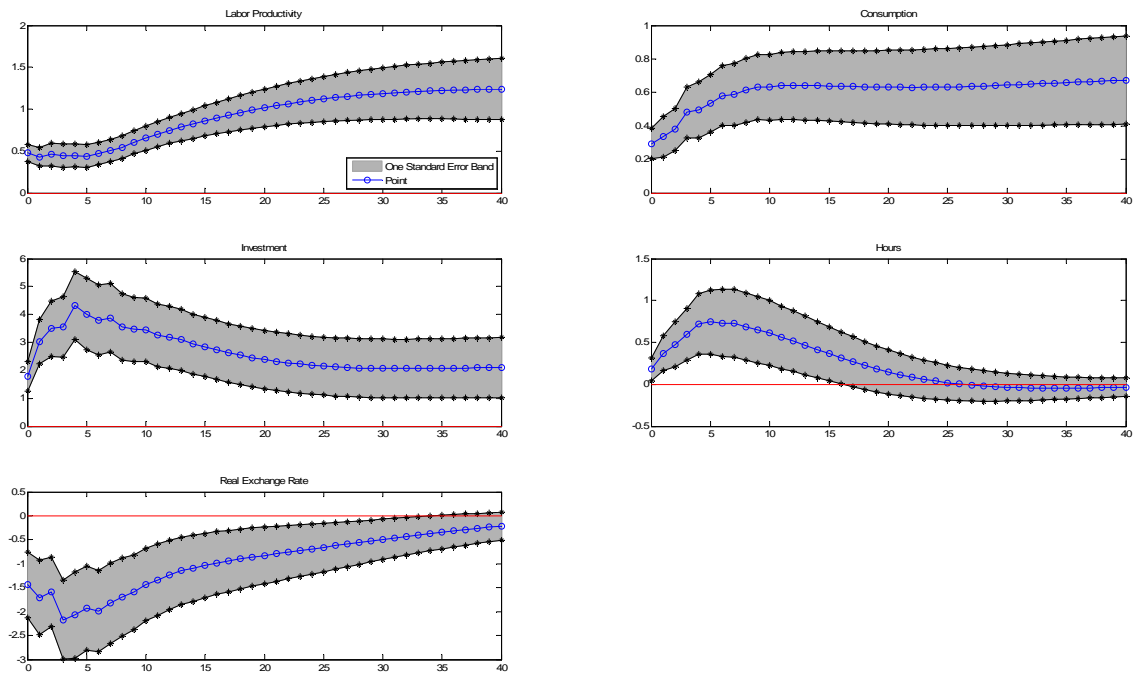 Labor Productivity
2
1.5
1
0.5
0
0 5 10 15 20 25 30 35 40
One Standard Error Band
Point
Consumption
1
0.8
0.6
0.4
0.2
0
0 5 10 15 20 25 30 35 40
Investment
6
5
4
3
2
1
0
0 5 10 15 20 25 30 35 40
Hours
1.5
1
0.5
0
-0.5
0 5 10 15 20 25 30 35 40
Real Exchange Rate
0.5
0
-0.5
-1
-1.5
-2
-2.5
-3
0 5 10 15 20 25 30 35 40